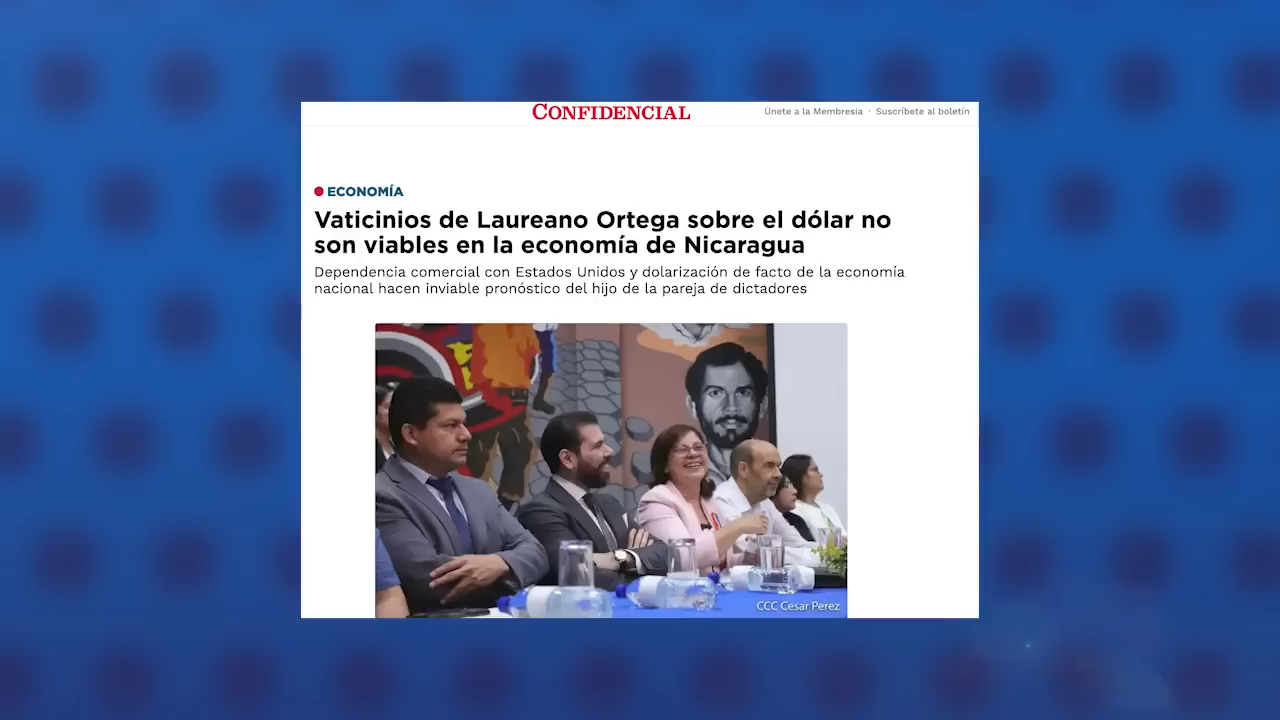 CONFIDENCIAL
Únete a la Membresía · Suscríbete al boletín
ECONOMÍA
Vaticinios de Laureano Ortega sobre el dólar no
son viables en la economía de Nicaragua
Dependencia comercial con Estados Unidos y dolarización de facto de la economía
nacional hacen inviable pronóstico del hijo de la pareja de dictadores
CCC Cesar Perez